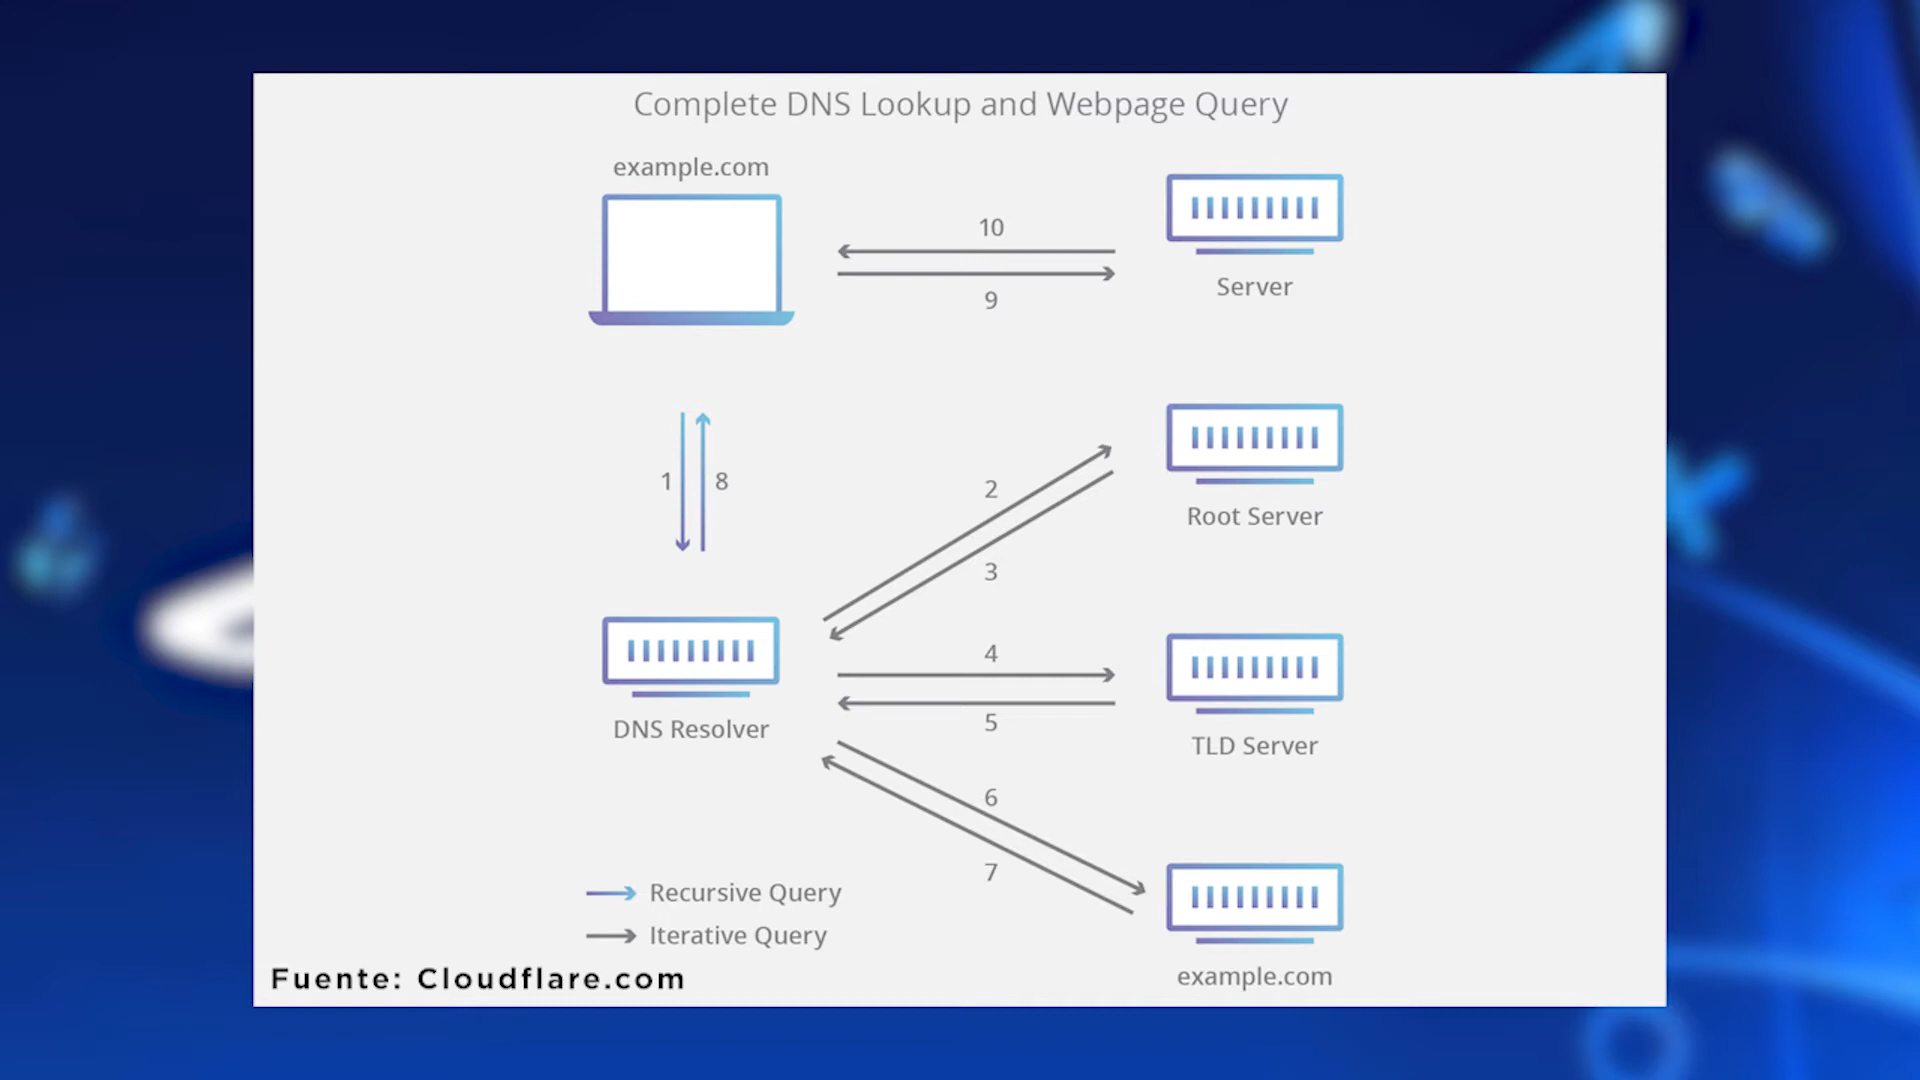 Complete DNS Lookup and Webpage Query
example.com
10
9
Server
1
8
2
3
Root Server
DNS Resolver
4
5
TLD Server
6
7
Recursive Query
Iterative Query
example.com
Fuente: Cloudflare.com